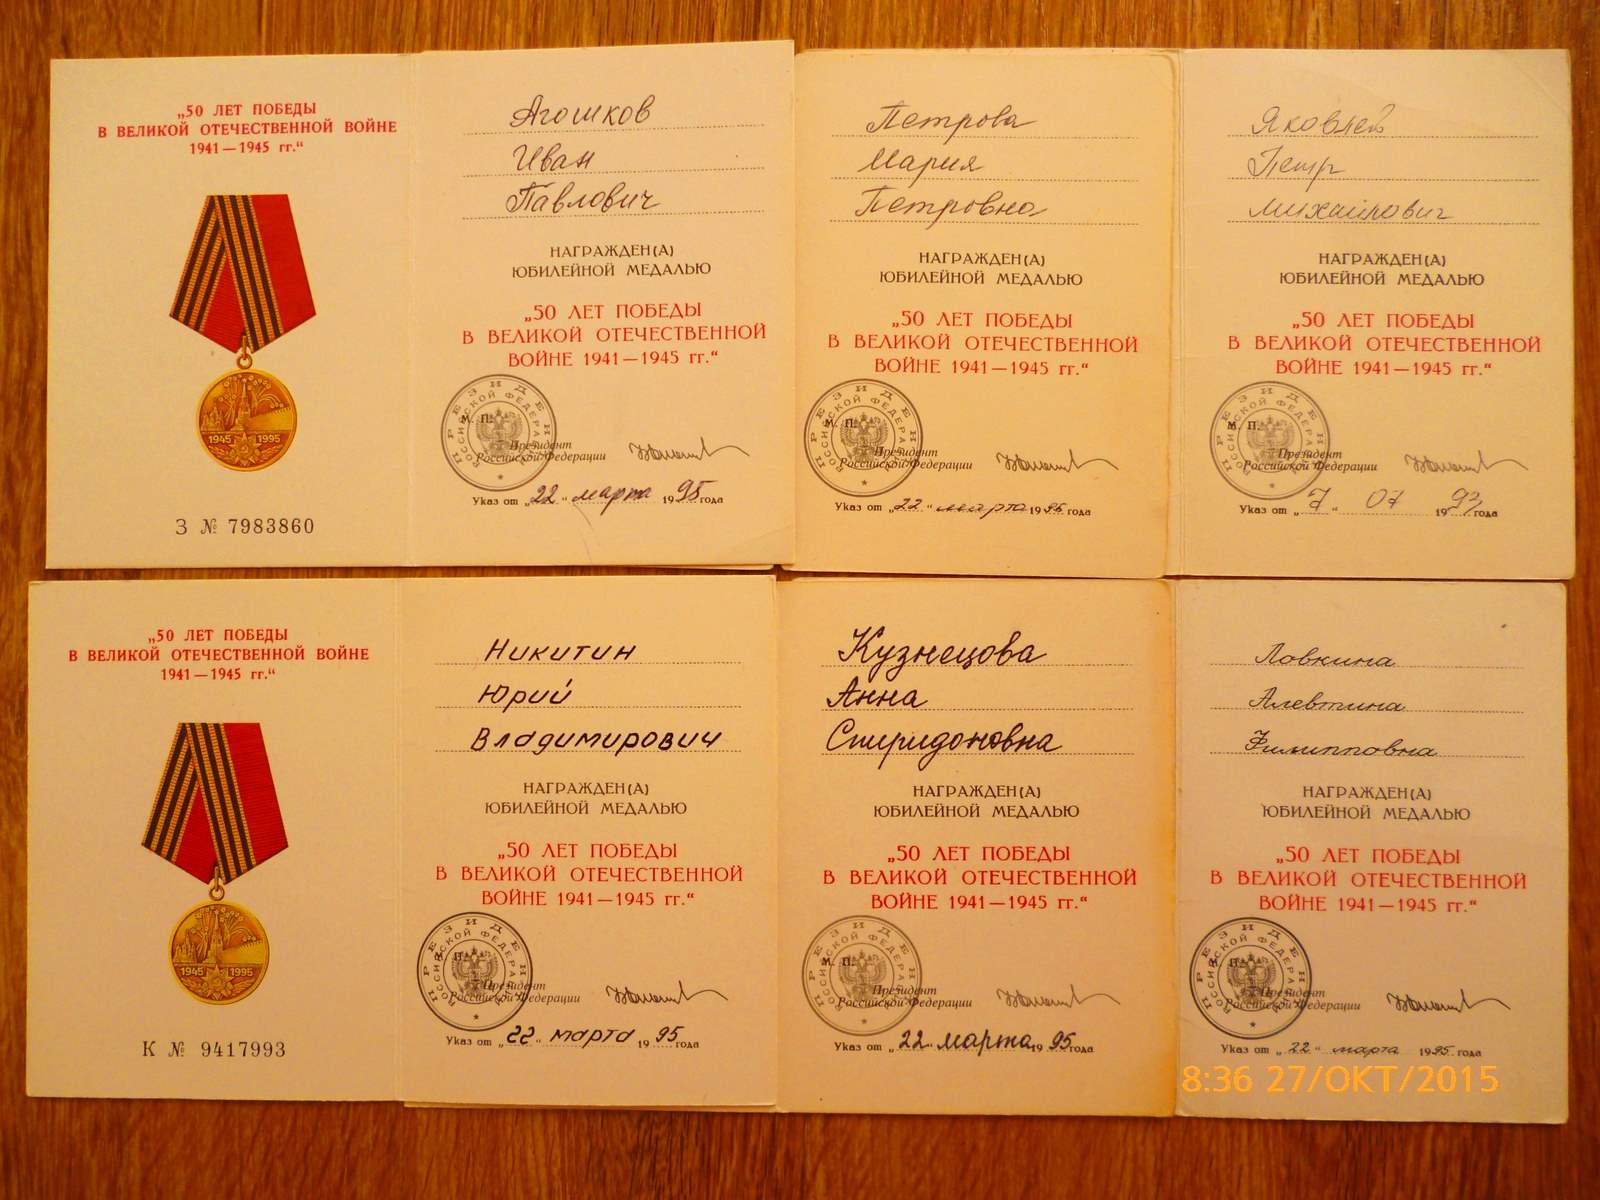 „50 ЛЕТ ПОБЕДЫ
В ВЕЛИКОЙ ОТЕЧЕСТВЕННОЙ ВОЙНЕ
1941—1945 гг.“
1945 1995
З № 7983860
Агошков
Иван
Павлович
НАГРАЖДЕН(А)
ЮБИЛЕЙНОЙ МЕДАЛЬЮ
„50 ЛЕТ ПОБЕДЫ
В ВЕЛИКОЙ ОТЕЧЕСТВЕННОЙ
ВОЙНЕ 1941—1945 гг.“
М. П.
Президент
Российской Федерации
Указ от „22“ марта 1995 года
Петрова
Мария
Петровна
НАГРАЖДЕН(А)
ЮБИЛЕЙНОЙ МЕДАЛЬЮ
„50 ЛЕТ ПОБЕДЫ
В ВЕЛИКОЙ ОТЕЧЕСТВЕННОЙ
ВОЙНЕ 1941—1945 гг.“
М. П.
Президент
Российской Федерации
Указ от „22“ марта 1995 года
Яковлев
Петр
Михайлович
НАГРАЖДЕН(А)
ЮБИЛЕЙНОЙ МЕДАЛЬЮ
„50 ЛЕТ ПОБЕДЫ
В ВЕЛИКОЙ ОТЕЧЕСТВЕННОЙ
ВОЙНЕ 1941—1945 гг.“
М. П.
Президент
Российской Федерации
Указ от „7“ 07 года
„50 ЛЕТ ПОБЕДЫ
В ВЕЛИКОЙ ОТЕЧЕСТВЕННОЙ ВОЙНЕ
1941—1945 гг.“
1945 1995
К № 9417993
Никитин
Юрий
Владимирович
НАГРАЖДЕН(А)
ЮБИЛЕЙНОЙ МЕДАЛЬЮ
„50 ЛЕТ ПОБЕДЫ
В ВЕЛИКОЙ ОТЕЧЕСТВЕННОЙ
ВОЙНЕ 1941—1945 гг.“
Президент
Российской Федерации
Указ от „22“ марта 1995 года
Кузнецова
Анна
Спиридоновна
НАГРАЖДЕН(А)
ЮБИЛЕЙНОЙ МЕДАЛЬЮ
„50 ЛЕТ ПОБЕДЫ
В ВЕЛИКОЙ ОТЕЧЕСТВЕННОЙ
ВОЙНЕ 1941—1945 гг.“
М. П.
Президент
Российской Федерации
Указ от „22“ марта 1995 года
Ловкина
Алевтина
Филипповна
НАГРАЖДЕН(А)
ЮБИЛЕЙНОЙ МЕДАЛЬЮ
„50 ЛЕТ ПОБЕДЫ
В ВЕЛИКОЙ ОТЕЧЕСТВЕННОЙ
ВОЙНЕ 1941—1945 гг.“
Президент
Российской Федерации
Указ от „22“ марта 1995 года
8:36 27/ОКТ/2015